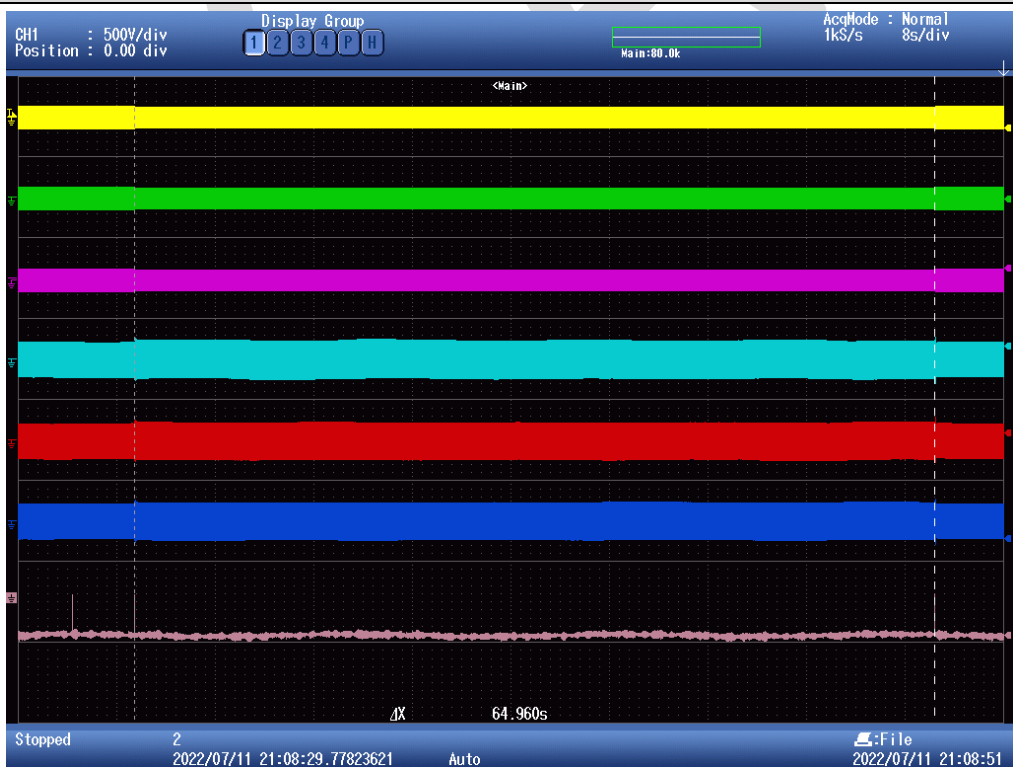 CH1 : 500V/div
Position : 0.00 div
Display Group
1 2 3 4 P H
Main:80.0k
AcqMode : Normal
1kS/s 8s/div
<Main>
ΔX 64.960s
Stopped 2
2022/07/11 21:08:29.77823621 Auto
:File
2022/07/11 21:08:51